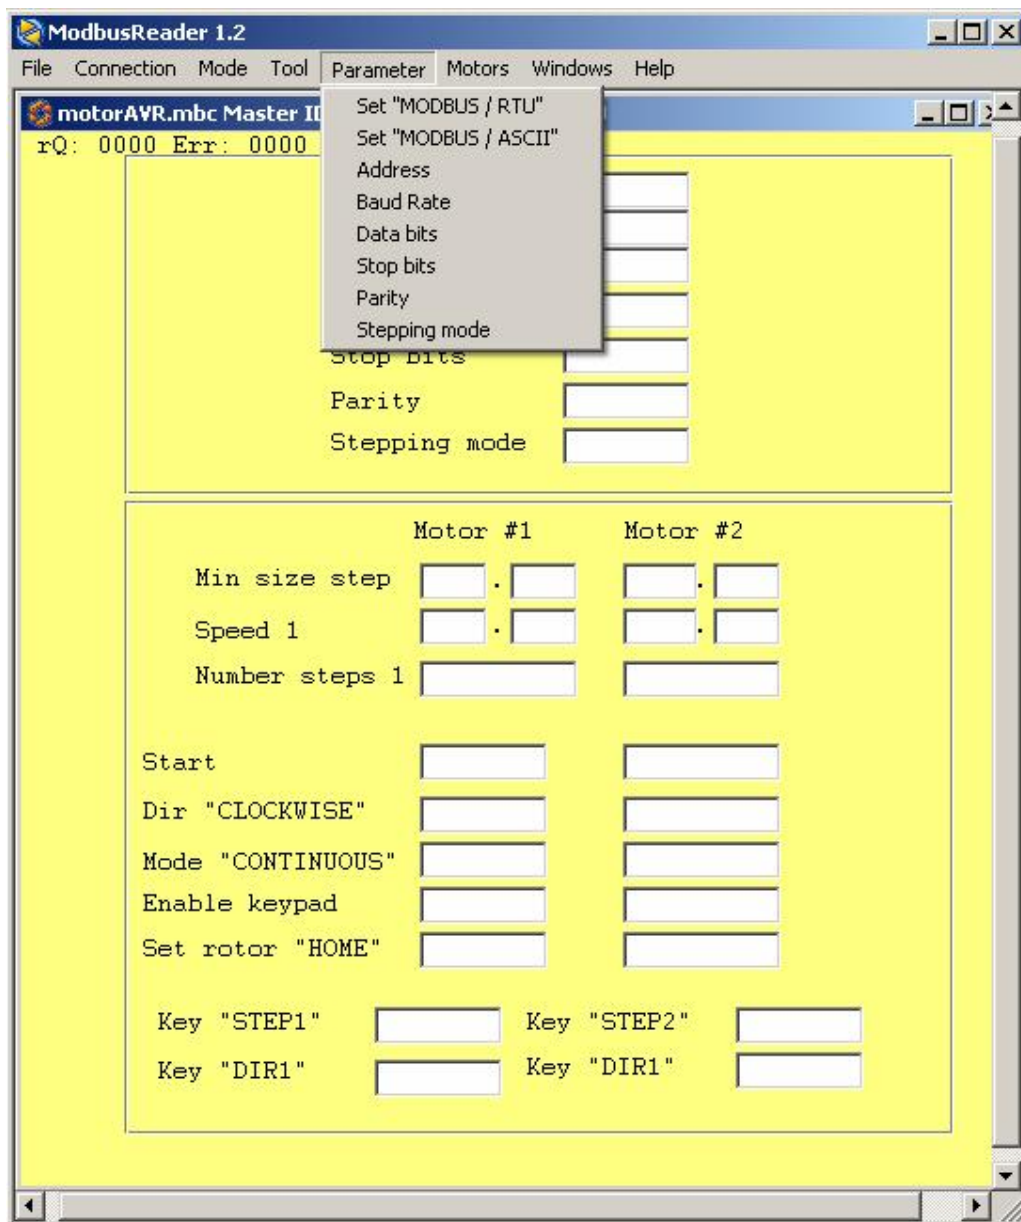 ModbusReader 1.2
File Connection Mode Tool Parameter Motors Windows Help
motorAVR.mbc Master
rQ: 0000 Err: 0000
Set "MODBUS / RTU"
Set "MODBUS / ASCII"
Address
Baud Rate
Data bits
Stop bits
Parity
Stepping mode
Stop bits
Parity
Stepping mode
Motor #1 Motor #2
Min size step . .
Speed 1 . .
Number steps 1
Start
Dir "CLOCKWISE"
Mode "CONTINUOUS"
Enable keypad
Set rotor "HOME"
Key "STEP1" Key "STEP2"
Key "DIR1" Key "DIR1"